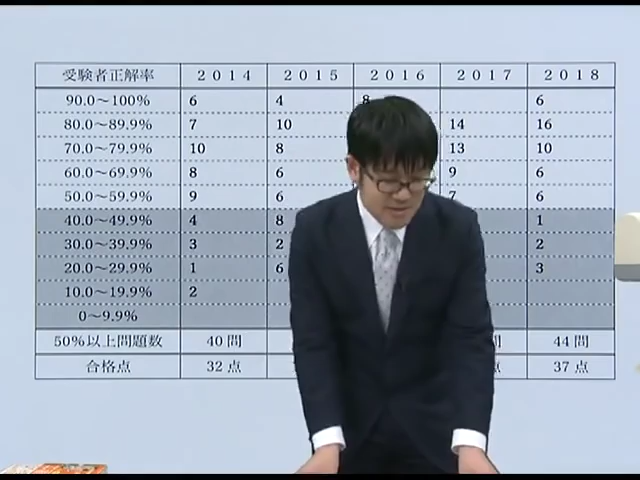 受験者正解率 2014 2015 2016 2017 2018
90.0～100% 6 4 8 6
80.0～89.9% 7 10 14 16
70.0～79.9% 10 8 13 10
60.0～69.9% 8 6 9 6
50.0～59.9% 9 6 7 6
40.0～49.9% 4 8 1
30.0～39.9% 3 2 2
20.0～29.9% 1 6 3
10.0～19.9% 2
0～9.9%
50%以上問題数 40問 問 44問
合格点 32点 点 37点